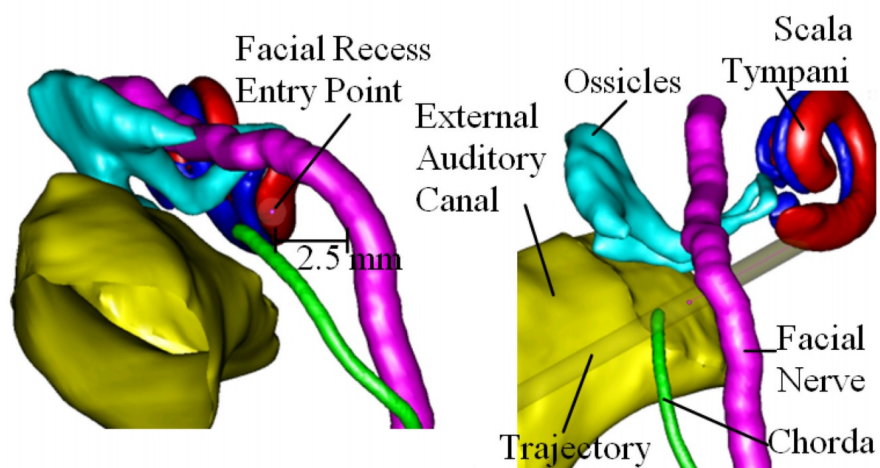 Facial Recess
Entry Point
2.5 mm
Scala
Tympani
Ossicles
External
Auditory
Canal
Facial
Nerve
Trajectory
Chorda